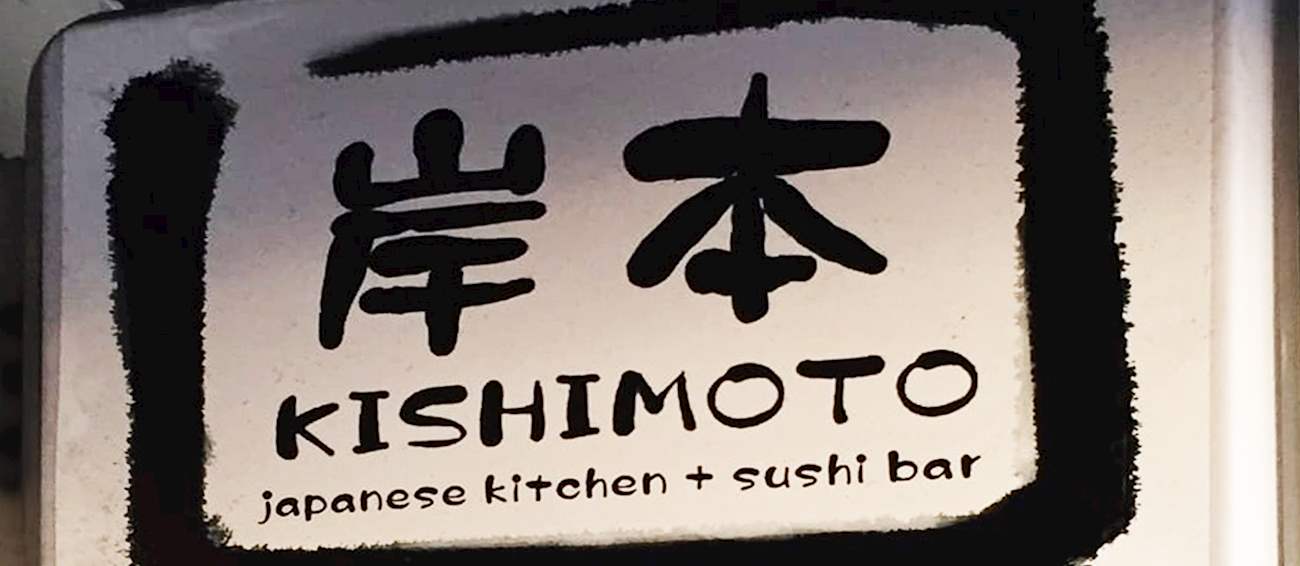 岸本
KISHIMOTO
japanese kitchen + sushi bar